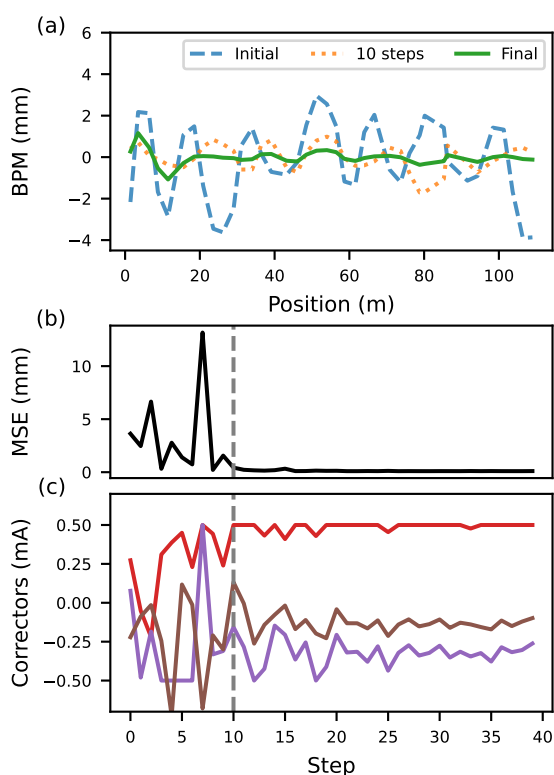 (a)
6
4
2
0
−2
−4
BPM (mm)
Initial
10 steps
Final
0
20
40
60
80
100
Position (m)
(b)
10
5
0
MSE (mm)
(c)
0.50
0.25
0.00
−0.25
−0.50
Correctors (mA)
0
5
10
15
20
25
30
35
40
Step